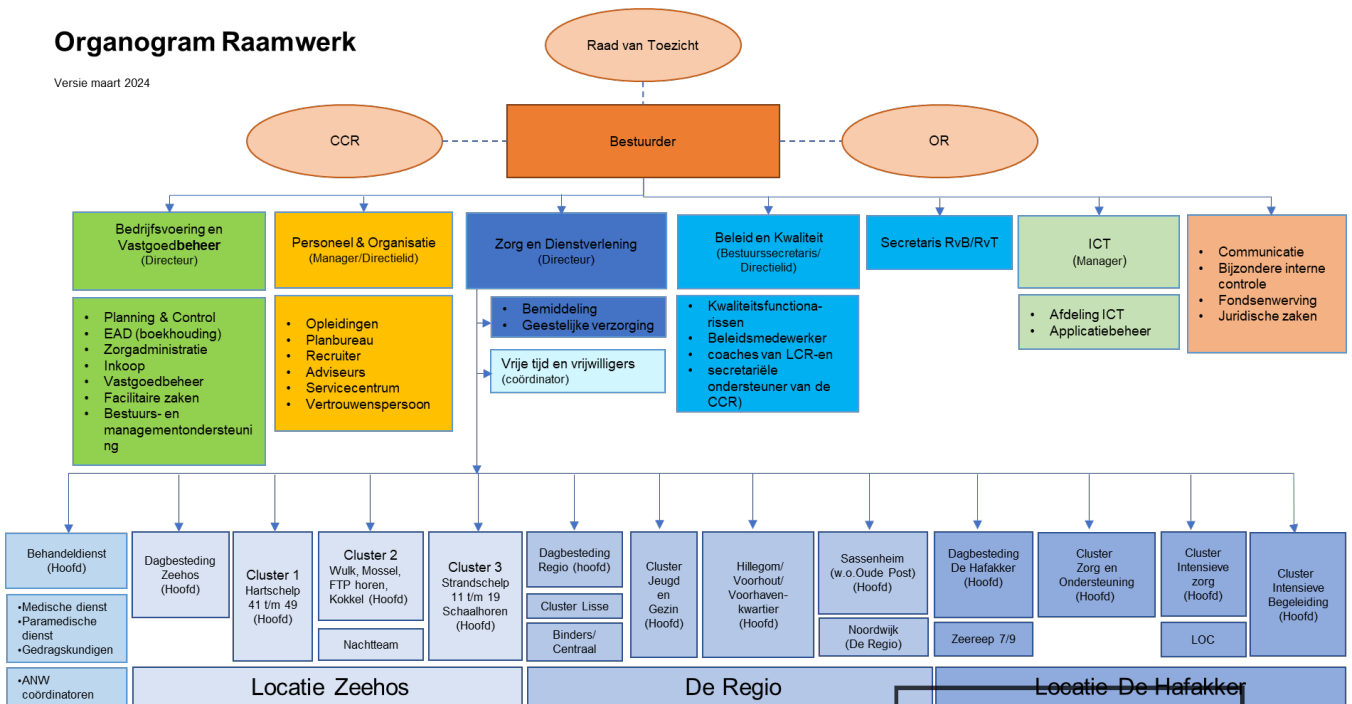 Organogram Raamwerk
Versie maart 2024
Raad van Toezicht
CCR
Bestuurder
OR
Bedrijfsvoering en
Vastgoedbeheer
(Directeur)
Personeel & Organisatie
(Manager/Directielid)
Zorg en Dienstverlening
(Directeur)
Beleid en Kwaliteit
(Bestuurssecretaris/
Directielid)
Secretaris RvB/RvT
ICT
(Manager)
• Communicatie
• Bijzondere interne
controle
• Fondsenwerving
• Juridische zaken
• Planning & Control
• EAD (boekhouding)
• Zorgadministratie
• Inkoop
• Vastgoedbeheer
• Facilitaire zaken
• Bestuurs- en
managementondersteuni
ng
• Opleidingen
• Planbureau
• Recruiter
• Adviseurs
• Servicecentrum
• Vertrouwenspersoon
• Bemiddeling
• Geestelijke verzorging
Vrije tijd en vrijwilligers
(coördinator)
• Kwaliteitsfunctiona-
rissen
• Beleidsmedewerker
• coaches van LCR-en
• secretariële
ondersteuner van de
CCR)
• Afdeling ICT
• Applicatiebeheer
Behandeldienst
(Hoofd)
•Medische dienst
•Paramedische
dienst
•Gedragskundigen
•ANW
coördinatoren
Dagbesteding
Zeehos
(Hoofd)
Cluster 1
Hartschelp
41 t/m 49
(Hoofd)
Cluster 2
Wulk, Mossel,
FTP horen,
Kokkel (Hoofd)
Nachtteam
Cluster 3
Strandschelp
11 t/m 19
Schaalhoren
(Hoofd)
Dagbesteding
Regio (hoofd)
Cluster Lisse
Binders/
Centraal
Cluster
Jeugd
en
Gezin
(Hoofd)
Hillegom/
Voorhout/
Voorhaven-
kwartier
(Hoofd)
Sassenheim
(w.o.Oude Post)
(Hoofd)
Noordwijk
(De Regio)
Dagbesteding
De Hafakker
(Hoofd)
Zeereep 7/9
Cluster
Zorg en
Ondersteuning
(Hoofd)
Cluster
Intensieve
zorg
(Hoofd)
LOC
Cluster
Intensieve
Begeleiding
(Hoofd)
Locatie Zeehos
De Regio
Locatie De Hafakker